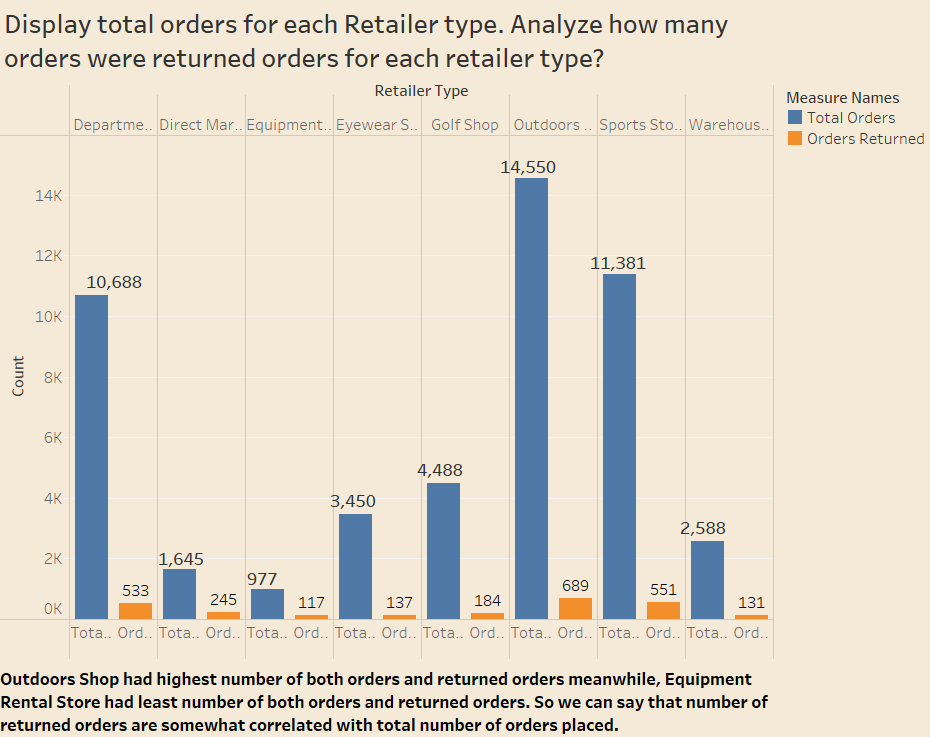 Display total orders for each Retailer type. Analyze how many
orders were returned orders for each retailer type?
Retailer Type
Departme.. Direct Mar.. Equipment.. Eyewear S.. Golf Shop Outdoors .. Sports Sto.. Warehous..
Measure Names
Total Orders
Orders Returned
14,550
14K
12K
11,381
10,688
10K
Count
8K
6K
4,488
4K
3,450
2,588
2K
1,645
977
533 245 117 137 184 689 551 131
0K
Tota.. Ord.. Tota.. Ord.. Tota.. Ord.. Tota.. Ord.. Tota.. Ord.. Tota.. Ord.. Tota.. Ord.. Tota.. Ord..
Outdoors Shop had highest number of both orders and returned orders meanwhile, Equipment
Rental Store had least number of both orders and returned orders. So we can say that number of
returned orders are somewhat correlated with total number of orders placed.